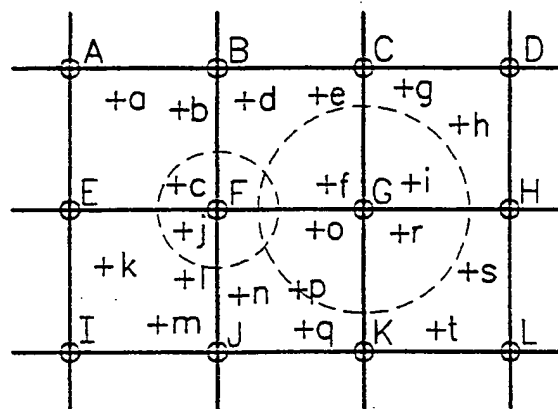 A B C D
+a +b +d +e +g
+h
E +c F +f G +i H
+j +o +r
+k +l +n +p +s
I +m J +q K +t L